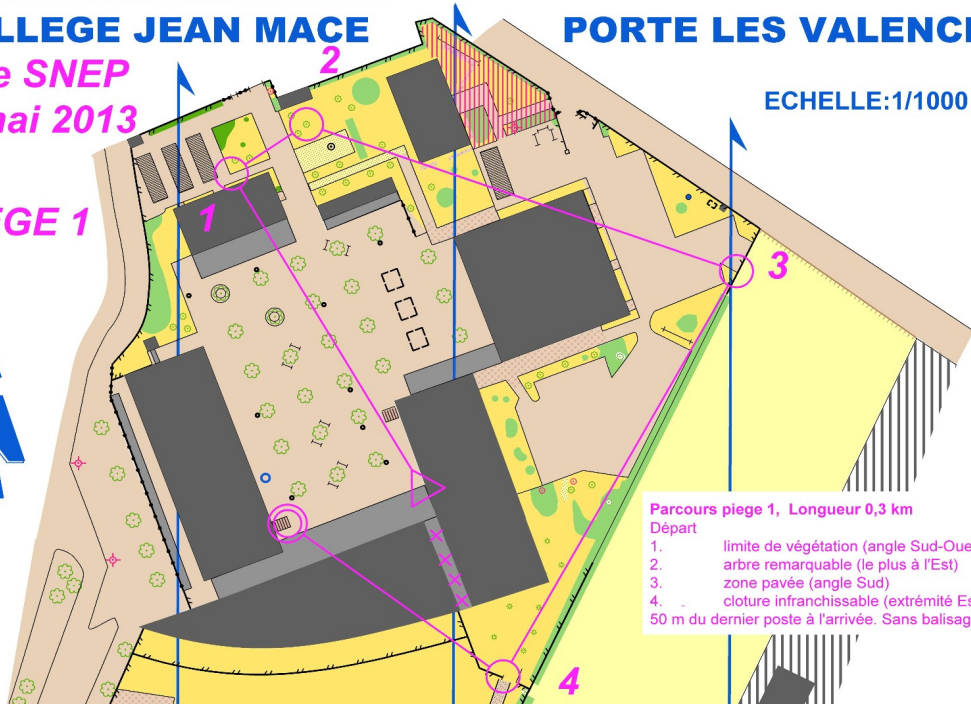 LLEGE JEAN MACE
PORTE LES VALENC
e SNEP
mai 2013
ECHELLE:1/1000
EGE 1
1
2
3
4
Parcours piege 1, Longueur 0,3 km
Départ
1. limite de végétation (angle Sud-Oue
2. arbre remarquable (le plus à l'Est)
3. zone pavée (angle Sud)
4. cloture infranchissable (extrémité Es
50 m du dernier poste à l'arrivée. Sans balisag